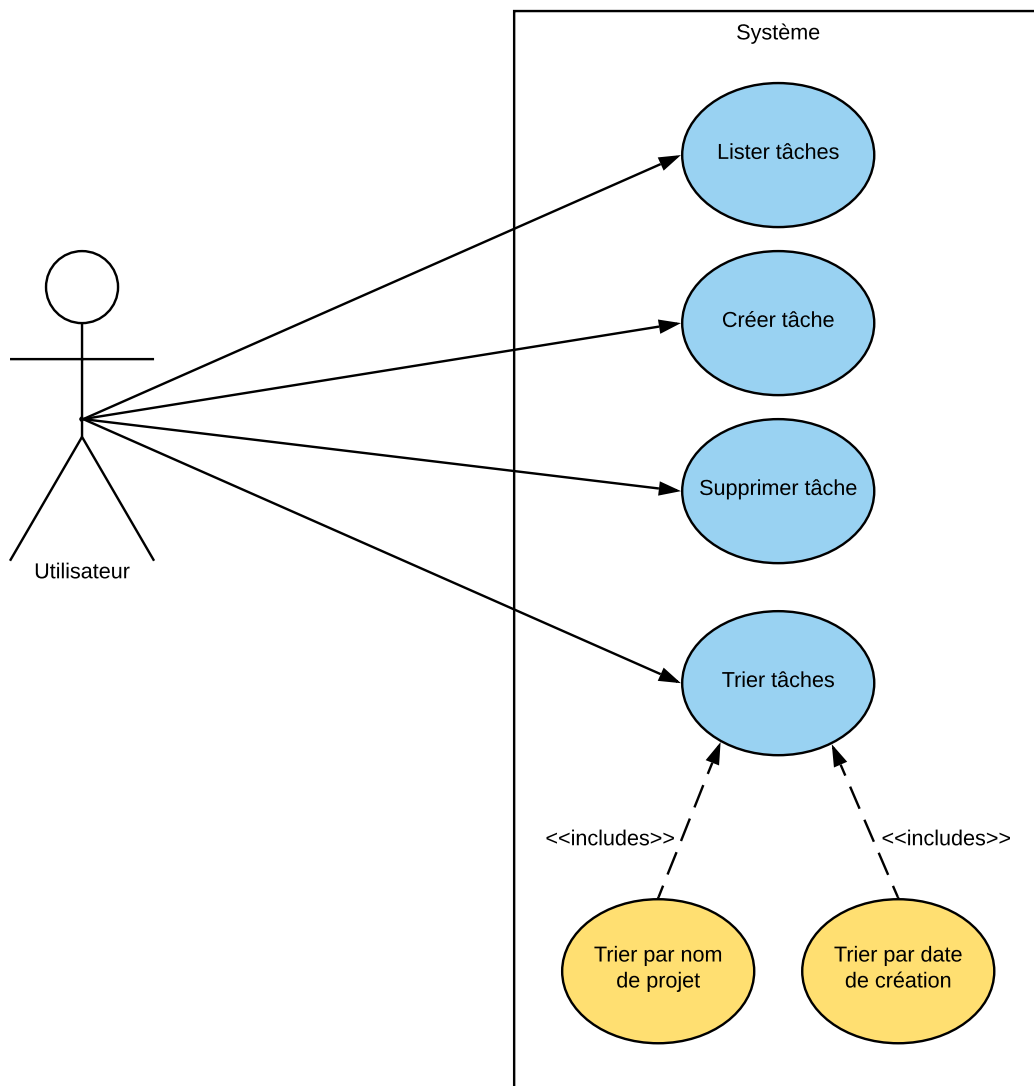 Système
Lister tâches
Créer tâche
Supprimer tâche
Utilisateur
Trier tâches
<<includes>>
<<includes>>
Trier par nom
de projet
Trier par date
de création